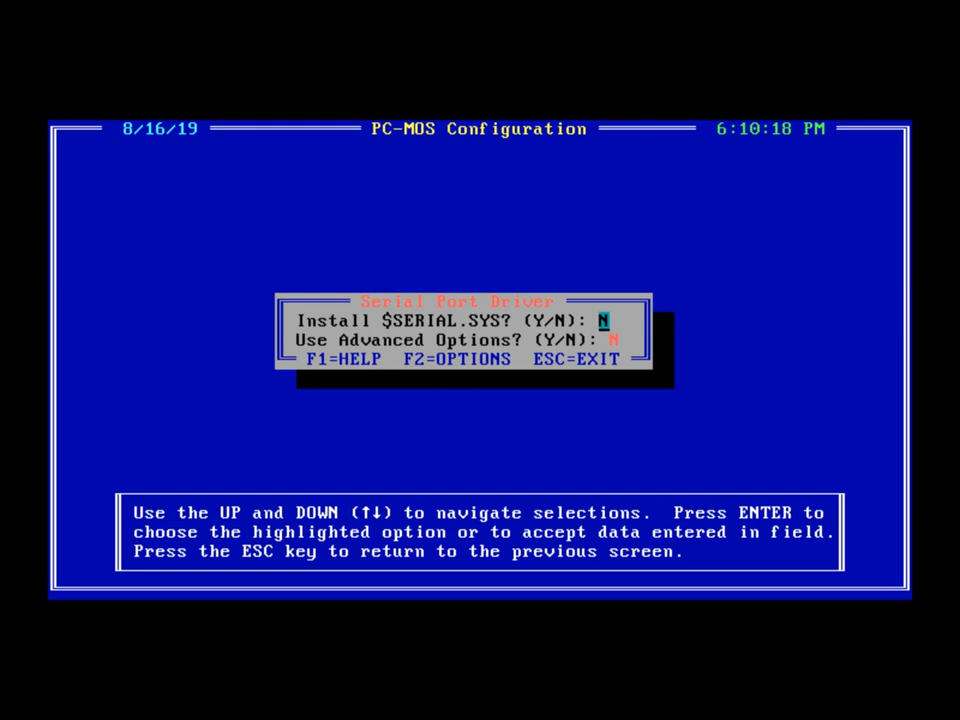 8/16/19 PC-MOS Configuration 6:10:18 PM
Serial Port Driver
Install $SERIAL.SYS? (Y/N): N
Use Advanced Options? (Y/N): N
F1=HELP F2=OPTIONS ESC=EXIT
Use the UP and DOWN (↑↓) to navigate selections. Press ENTER to
choose the highlighted option or to accept data entered in field.
Press the ESC key to return to the previous screen.